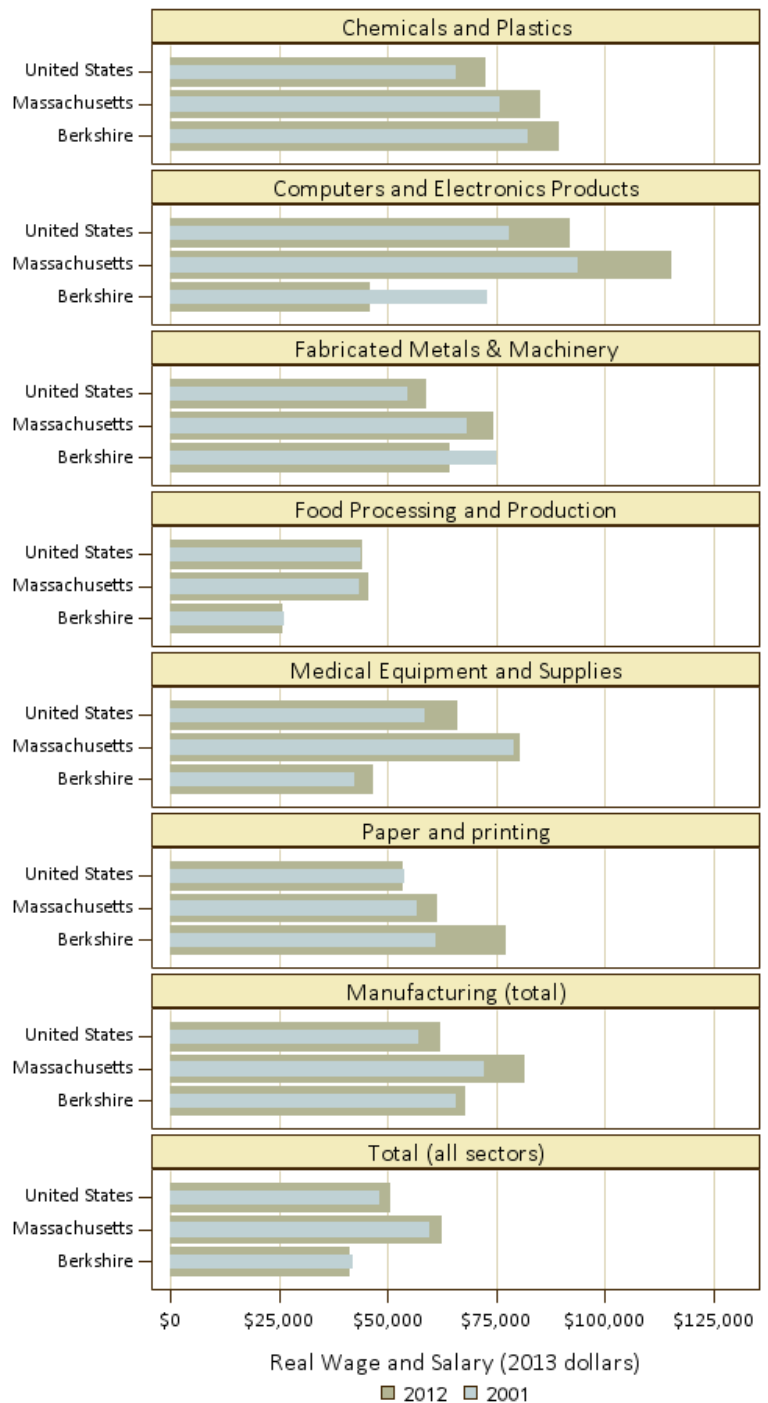 Chemicals and Plastics
United States
Massachusetts
Berkshire
Computers and Electronics Products
United States
Massachusetts
Berkshire
Fabricated Metals & Machinery
United States
Massachusetts
Berkshire
Food Processing and Production
United States
Massachusetts
Berkshire
Medical Equipment and Supplies
United States
Massachusetts
Berkshire
Paper and printing
United States
Massachusetts
Berkshire
Manufacturing (total)
United States
Massachusetts
Berkshire
Total (all sectors)
United States
Massachusetts
Berkshire
$0 $25,000 $50,000 $75,000 $100,000 $125,000
Real Wage and Salary (2013 dollars)
2012 2001